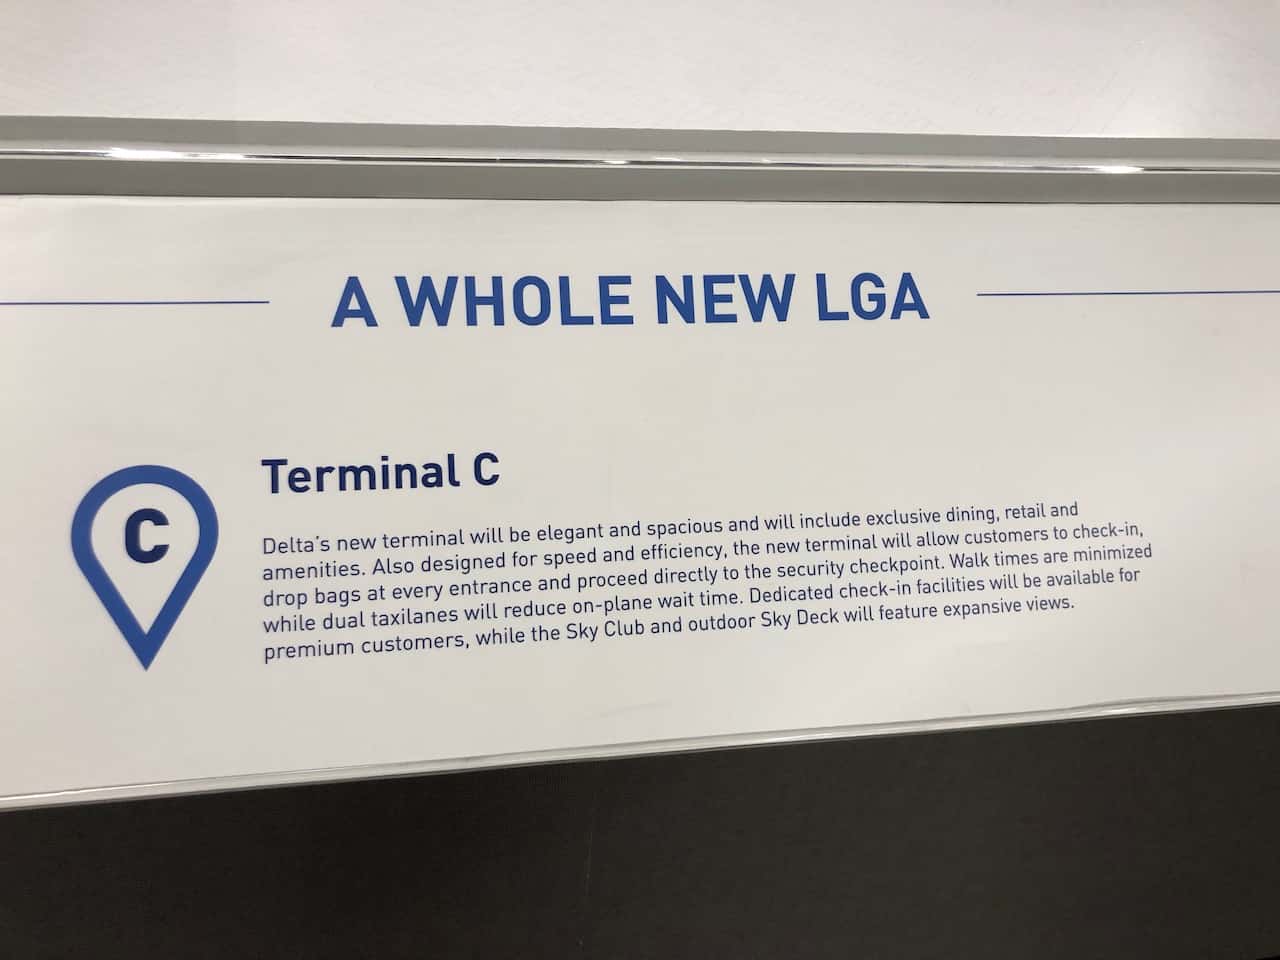 A WHOLE NEW LGA
C
Terminal C
Delta's new terminal will be elegant and spacious and will include exclusive dining, retail and
amenities. Also designed for speed and efficiency, the new terminal will allow customers to check-in,
drop bags at every entrance and proceed directly to the security checkpoint. Walk times are minimized
while dual taxilanes will reduce on-plane wait time. Dedicated check-in facilities will be available for
premium customers, while the Sky Club and outdoor Sky Deck will feature expansive views.